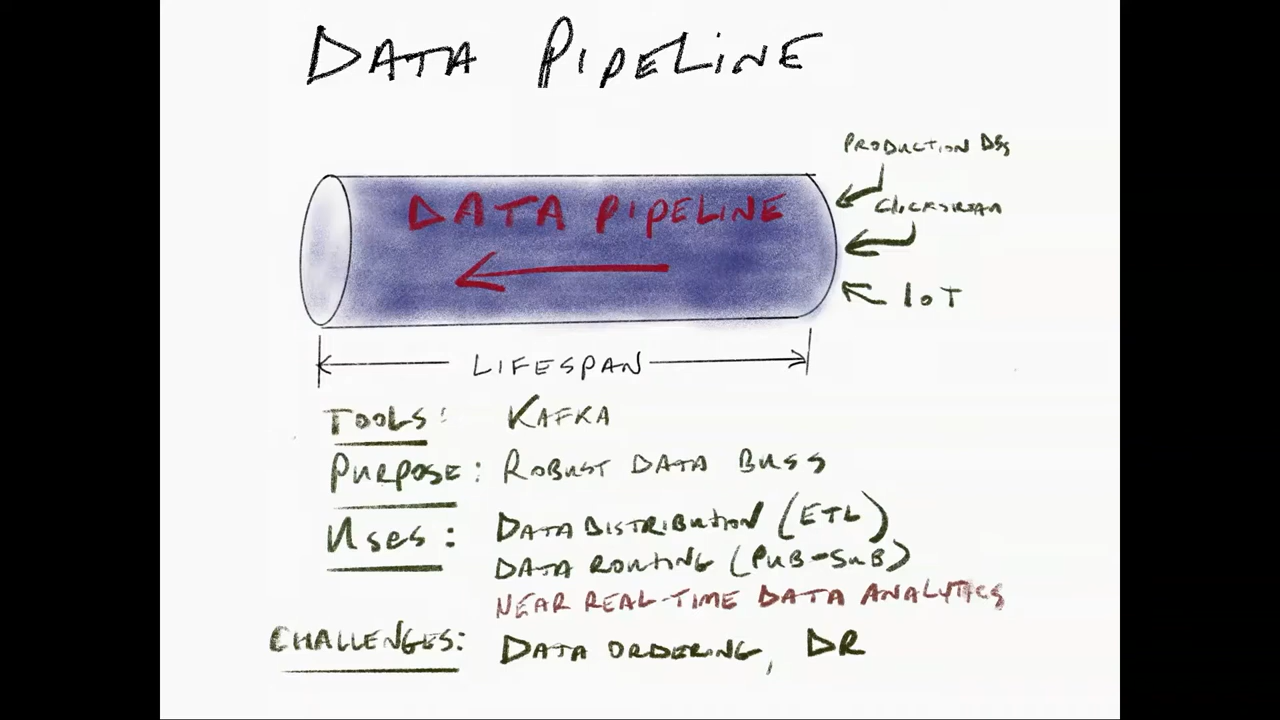 DATA PIPELINE
PRODUCTION DBs
DATA PIPELINE
CLICKSTREAM
IOT
LIFESPAN
TOOLS: KAFKA
PURPOSE: ROBUST DATA BUSS
USES: DATA DISTRIBUTION (ETL)
DATA ROUTING (PUB-SUB)
NEAR REAL-TIME DATA ANALYTICS
CHALLENGES: DATA ORDERING, DR